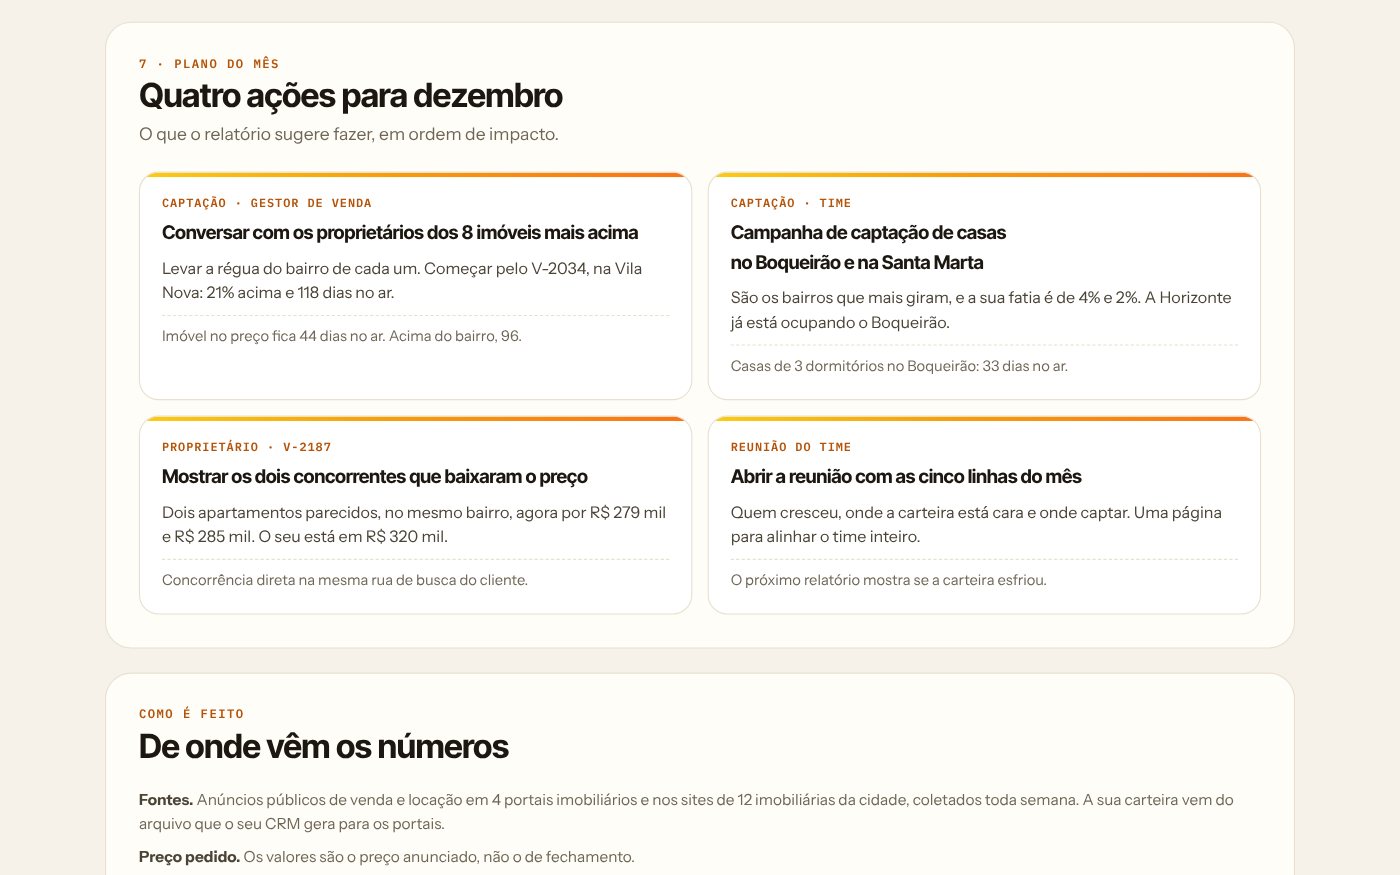 7 · PLANO DO MÊS
Quatro ações para dezembro
O que o relatório sugere fazer, em ordem de impacto.
CAPTAÇÃO · GESTOR DE VENDA
Conversar com os proprietários dos 8 imóveis mais acima
Levar a régua do bairro de cada um. Começar pelo V-2034, na Vila
Nova: 21% acima e 118 dias no ar.
Imóvel no preço fica 44 dias no ar. Acima do bairro, 96.
CAPTAÇÃO · TIME
Campanha de captação de casas
no Boqueirão e na Santa Marta
São os bairros que mais giram, e a sua fatia é de 4% e 2%. A Horizonte
já está ocupando o Boqueirão.
Casas de 3 dormitórios no Boqueirão: 33 dias no ar.
PROPRIETÁRIO · V-2187
Mostrar os dois concorrentes que baixaram o preço
Dois apartamentos parecidos, no mesmo bairro, agora por R$ 279 mil
e R$ 285 mil. O seu está em R$ 320 mil.
Concorrência direta na mesma rua de busca do cliente.
REUNIÃO DO TIME
Abrir a reunião com as cinco linhas do mês
Quem cresceu, onde a carteira está cara e onde captar. Uma página
para alinhar o time inteiro.
O próximo relatório mostra se a carteira esfriou.
COMO É FEITO
De onde vêm os números
Fontes. Anúncios públicos de venda e locação em 4 portais imobiliários e nos sites de 12 imobiliárias da cidade, coletados toda semana. A sua carteira vem do
arquivo que o seu CRM gera para os portais.
Preço pedido. Os valores são o preço anunciado, não o de fechamento.